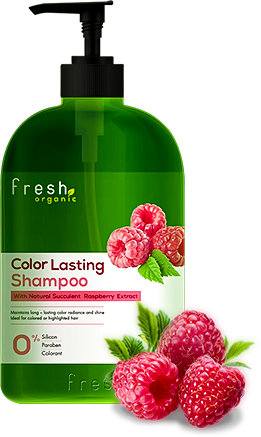 fresh
organic
Color Lasting
Shampoo
With Natural Succulent Raspberry Extract
Maintains long - lasting color radiance and shine
Ideal for colored or highlighted hair
0% Silicon
Paraben
Colorant
fresh